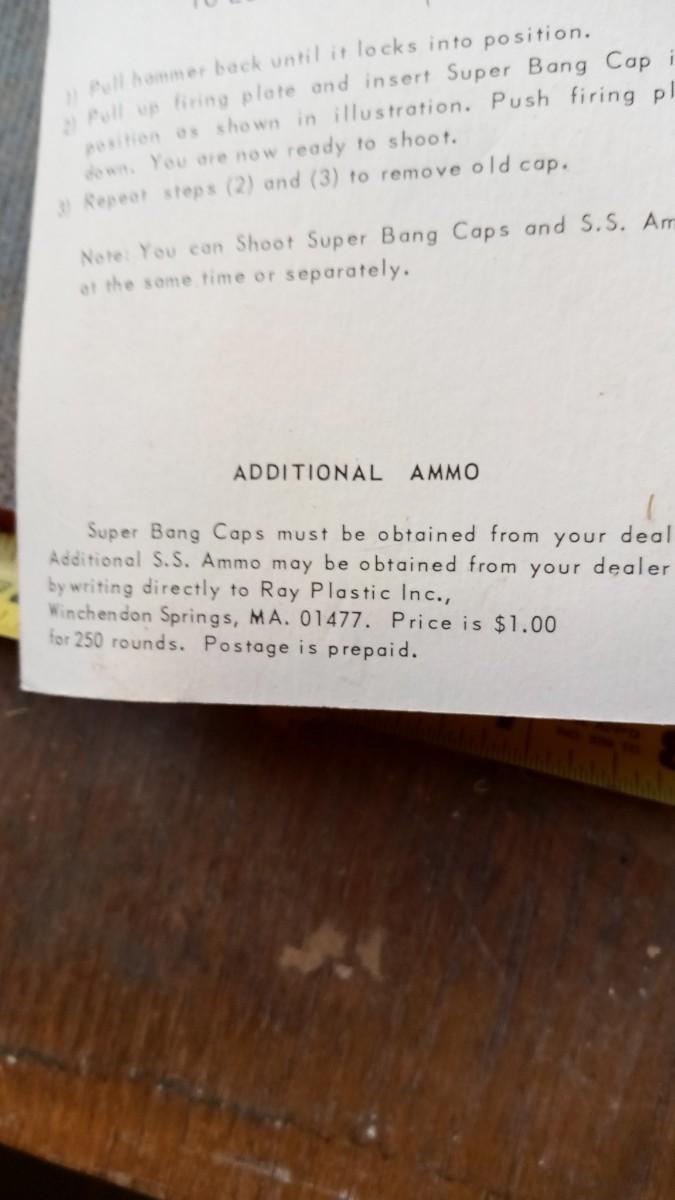 1) Pull hammer back until it locks into position.
2) Pull up firing plate and insert Super Bang Cap i
position as shown in illustration. Push firing pl
down. You are now ready to shoot.
3) Repeat steps (2) and (3) to remove old cap.
Note: You can Shoot Super Bang Caps and S.S. Am
at the same time or separately.
ADDITIONAL AMMO
Super Bang Caps must be obtained from your deal
Additional S.S. Ammo may be obtained from your dealer
by writing directly to Ray Plastic Inc.,
Winchendon Springs, MA. 01477. Price is $1.00
for 250 rounds. Postage is prepaid.